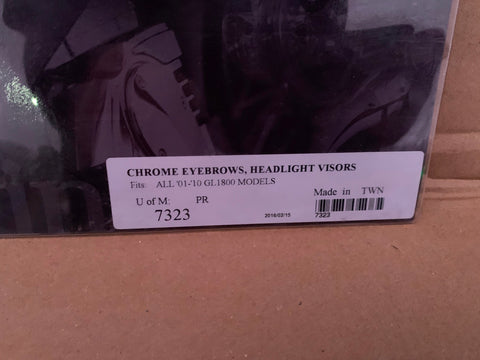 CHROME EYEBROWS, HEADLIGHT VISORS
Fits: ALL '01-'10 GL1800 MODELS
U of M: PR Made in TWN
7323 2016/02/15 7323